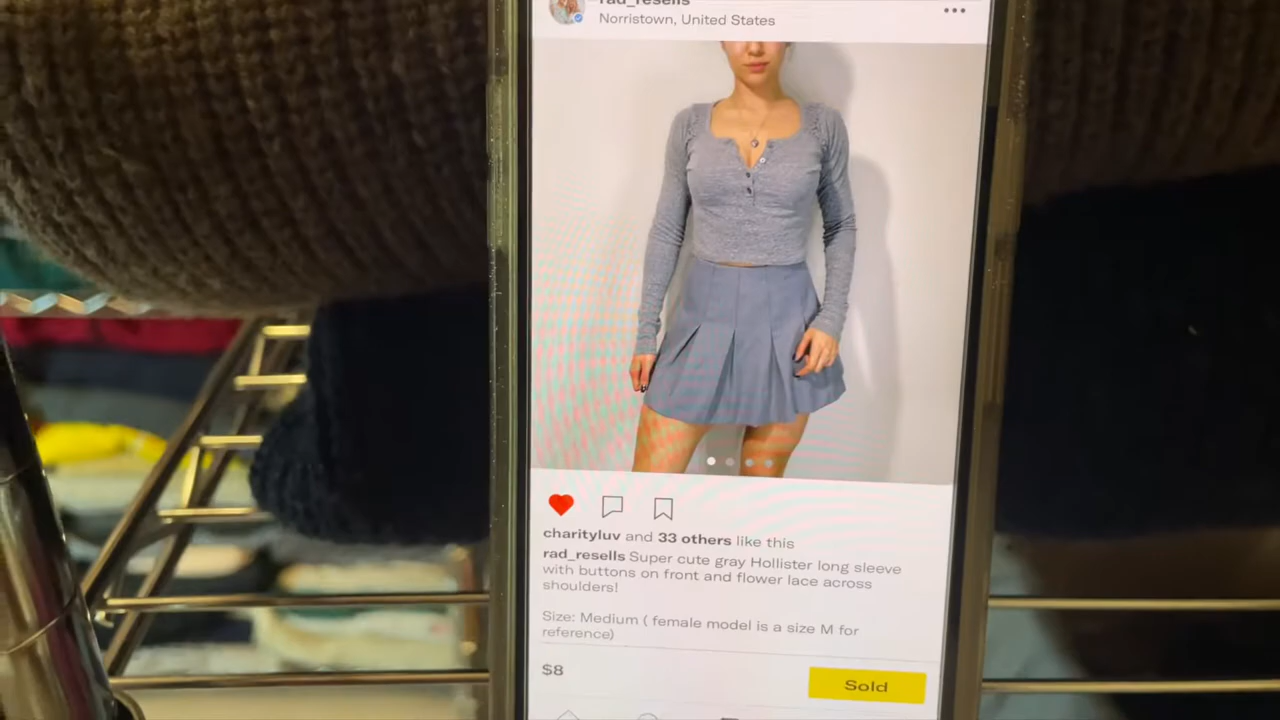 rad_resells
Norristown, United States
charityluv and 33 others like this
rad_resells Super cute gray Hollister long sleeve
with buttons on front and flower lace across
shoulders!
Size: Medium ( female model is a size M for
reference)
$8
Sold